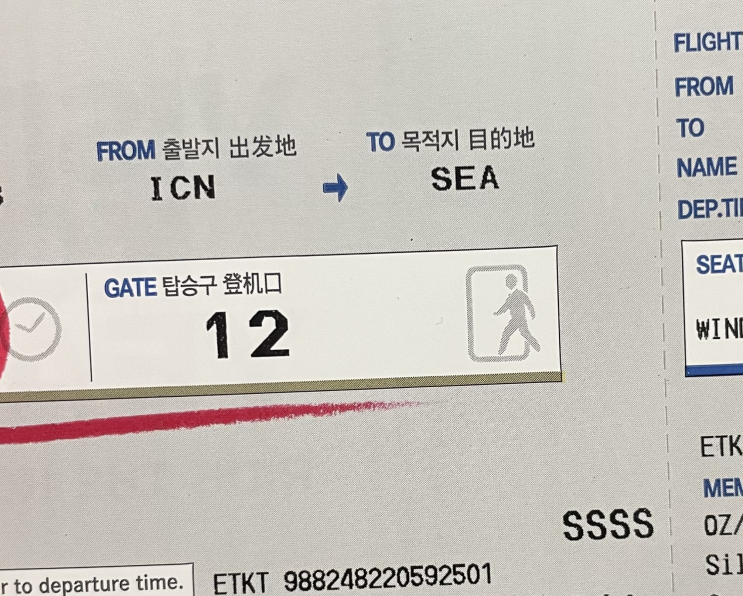 FROM 출발지 出发地
ICN
TO 목적지 目的地
SEA
GATE 탑승구 登机口
12
SSSS
r to departure time.
ETKT 988248220592501
FLIGHT
FROM
TO
NAME
DEP.TI
SEAT
WIN
ETK
MEM
OZ/
Sil